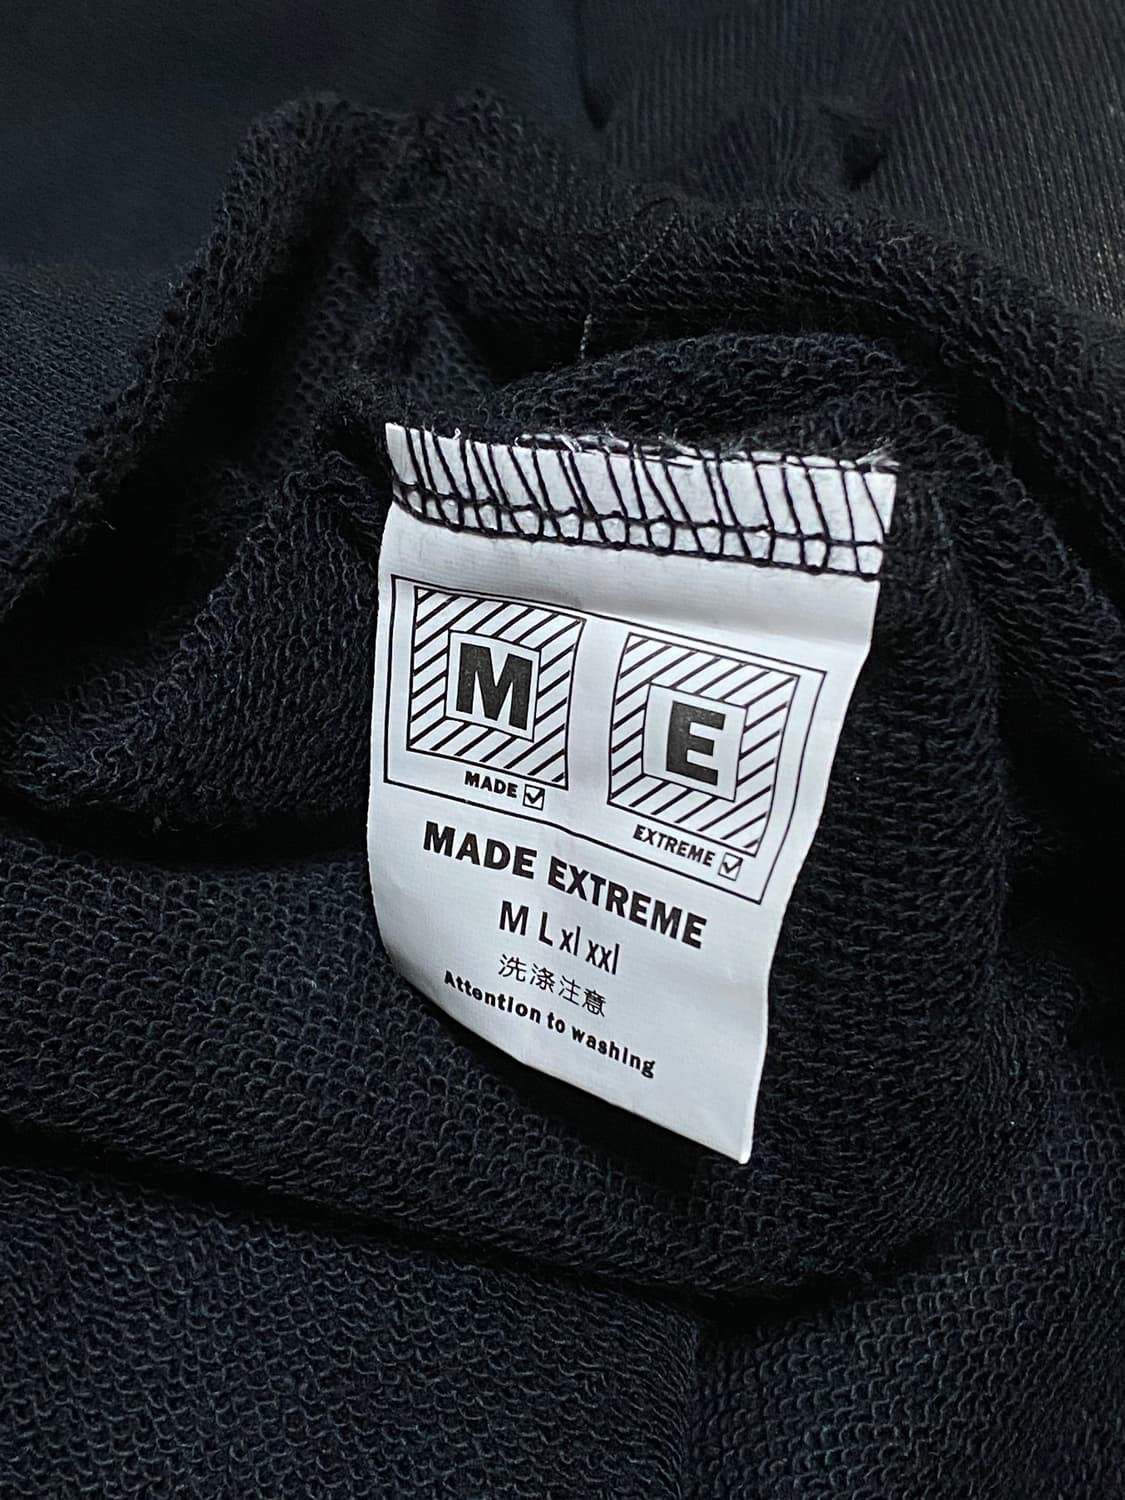 M E
MADE EXTREME
MADE EXTREME
M L xl xxl
洗涤注意
Attention to washing